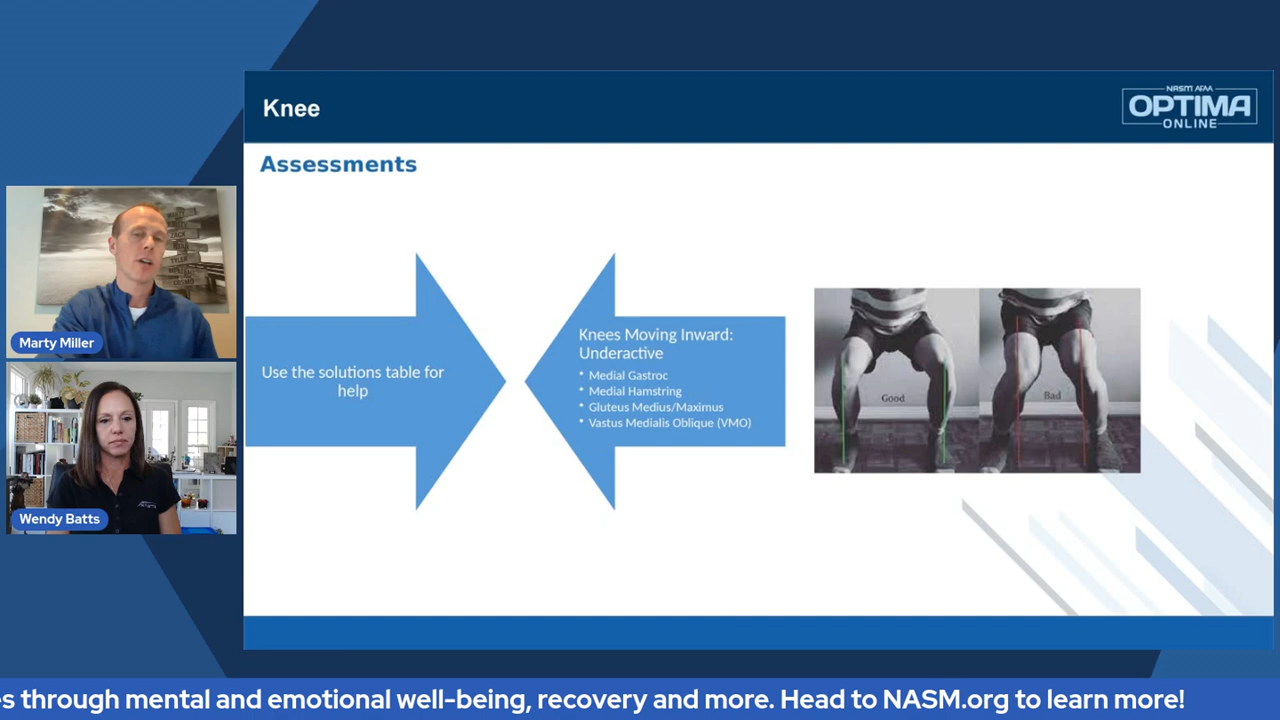 Knee
NASM AFAA
OPTIMA
ONLINE
Assessments
Use the solutions table for
help
Knees Moving Inward:
Underactive
• Medial Gastroc
• Medial Hamstring
• Gluteus Medius/Maximus
• Vastus Medialis Oblique (VMO)
Good
Bad
Marty Miller
Wendy Batts
s through mental and emotional well-being, recovery and more. Head to NASM.org to learn more!